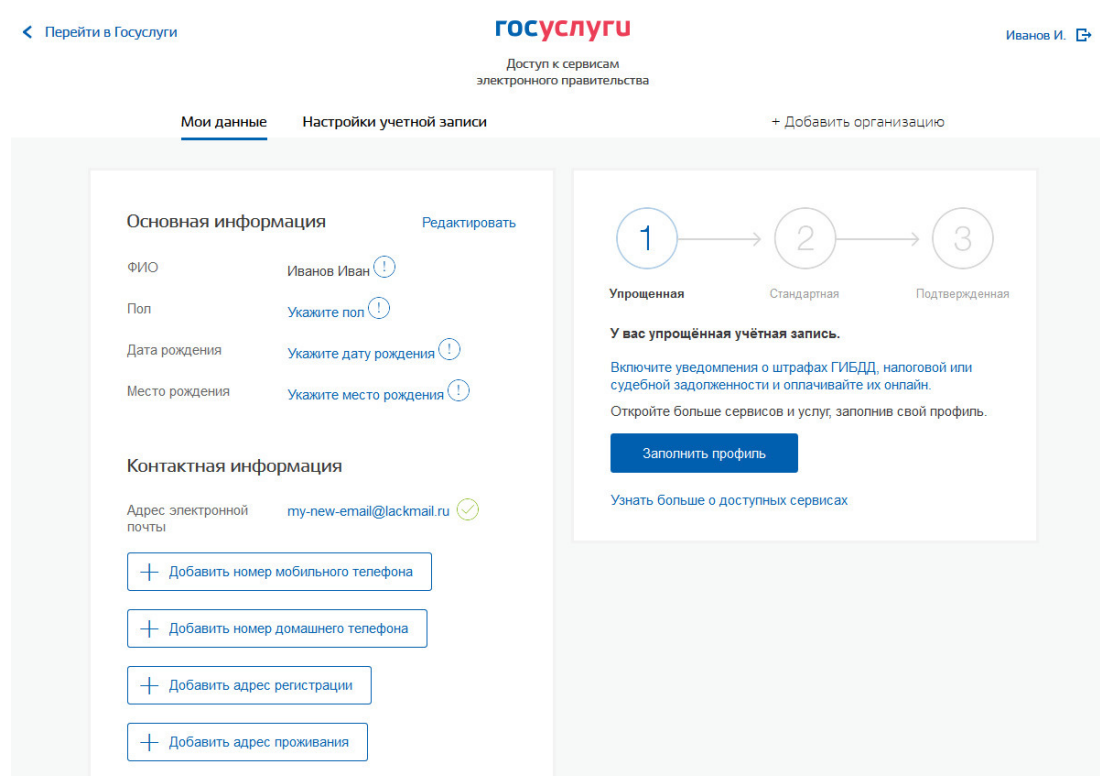 Перейти в Госуслуги
госуслуги
Иванов И.
Доступ к сервисам
электронного правительства
Мои данные
Настройки учетной записи
+ Добавить организацию
Основная информация
Редактировать
ФИО
Иванов Иван !
Пол
Укажите пол !
Дата рождения
Укажите дату рождения !
Место рождения
Укажите место рождения !
Контактная информация
Адрес электронной
почты
my-new-email@lackmail.ru
+ Добавить номер мобильного телефона
+ Добавить номер домашнего телефона
+ Добавить адрес регистрации
+ Добавить адрес проживания
1
2
3
Упрощенная
Стандартная
Подтвержденная
У вас упрощённая учётная запись.
Включите уведомления о штрафах ГИБДД, налоговой или
судебной задолженности и оплачивайте их онлайн.
Откройте больше сервисов и услуг, заполнив свой профиль.
Заполнить профиль
Узнать больше о доступных сервисах